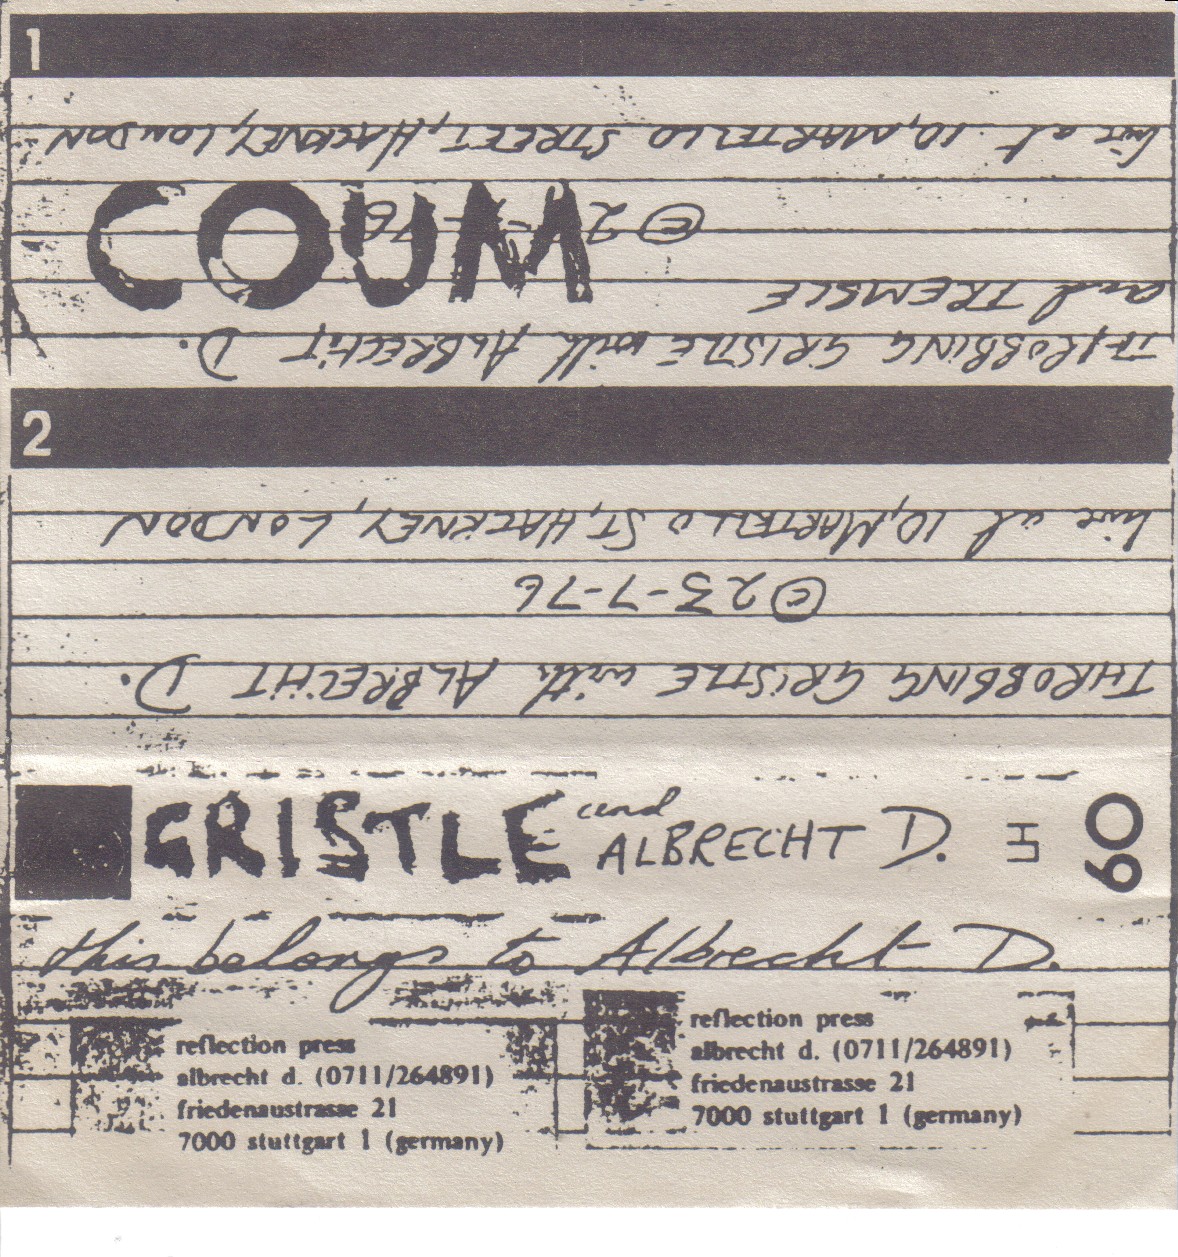 1
THROBBING GRISTLE with ALBRECHT D.
and TREMBLE
COUM
live at 10, MARTELLO STREET, HACKNEY, LONDON
2
THROBBING GRISTLE with ALBRECHT D.
©23-7-76
live at 10, MARTELLO ST, HACKNEY, LONDON
GRISTLE and ALBRECHT D.
60
this belongs to Albrecht D.
reflection press
albrecht d. (0711/264891)
friedenaustrasse 21
7000 stuttgart 1 (germany)
reflection press
albrecht d. (0711/264891)
friedenaustrasse 21
7000 stuttgart 1 (germany)